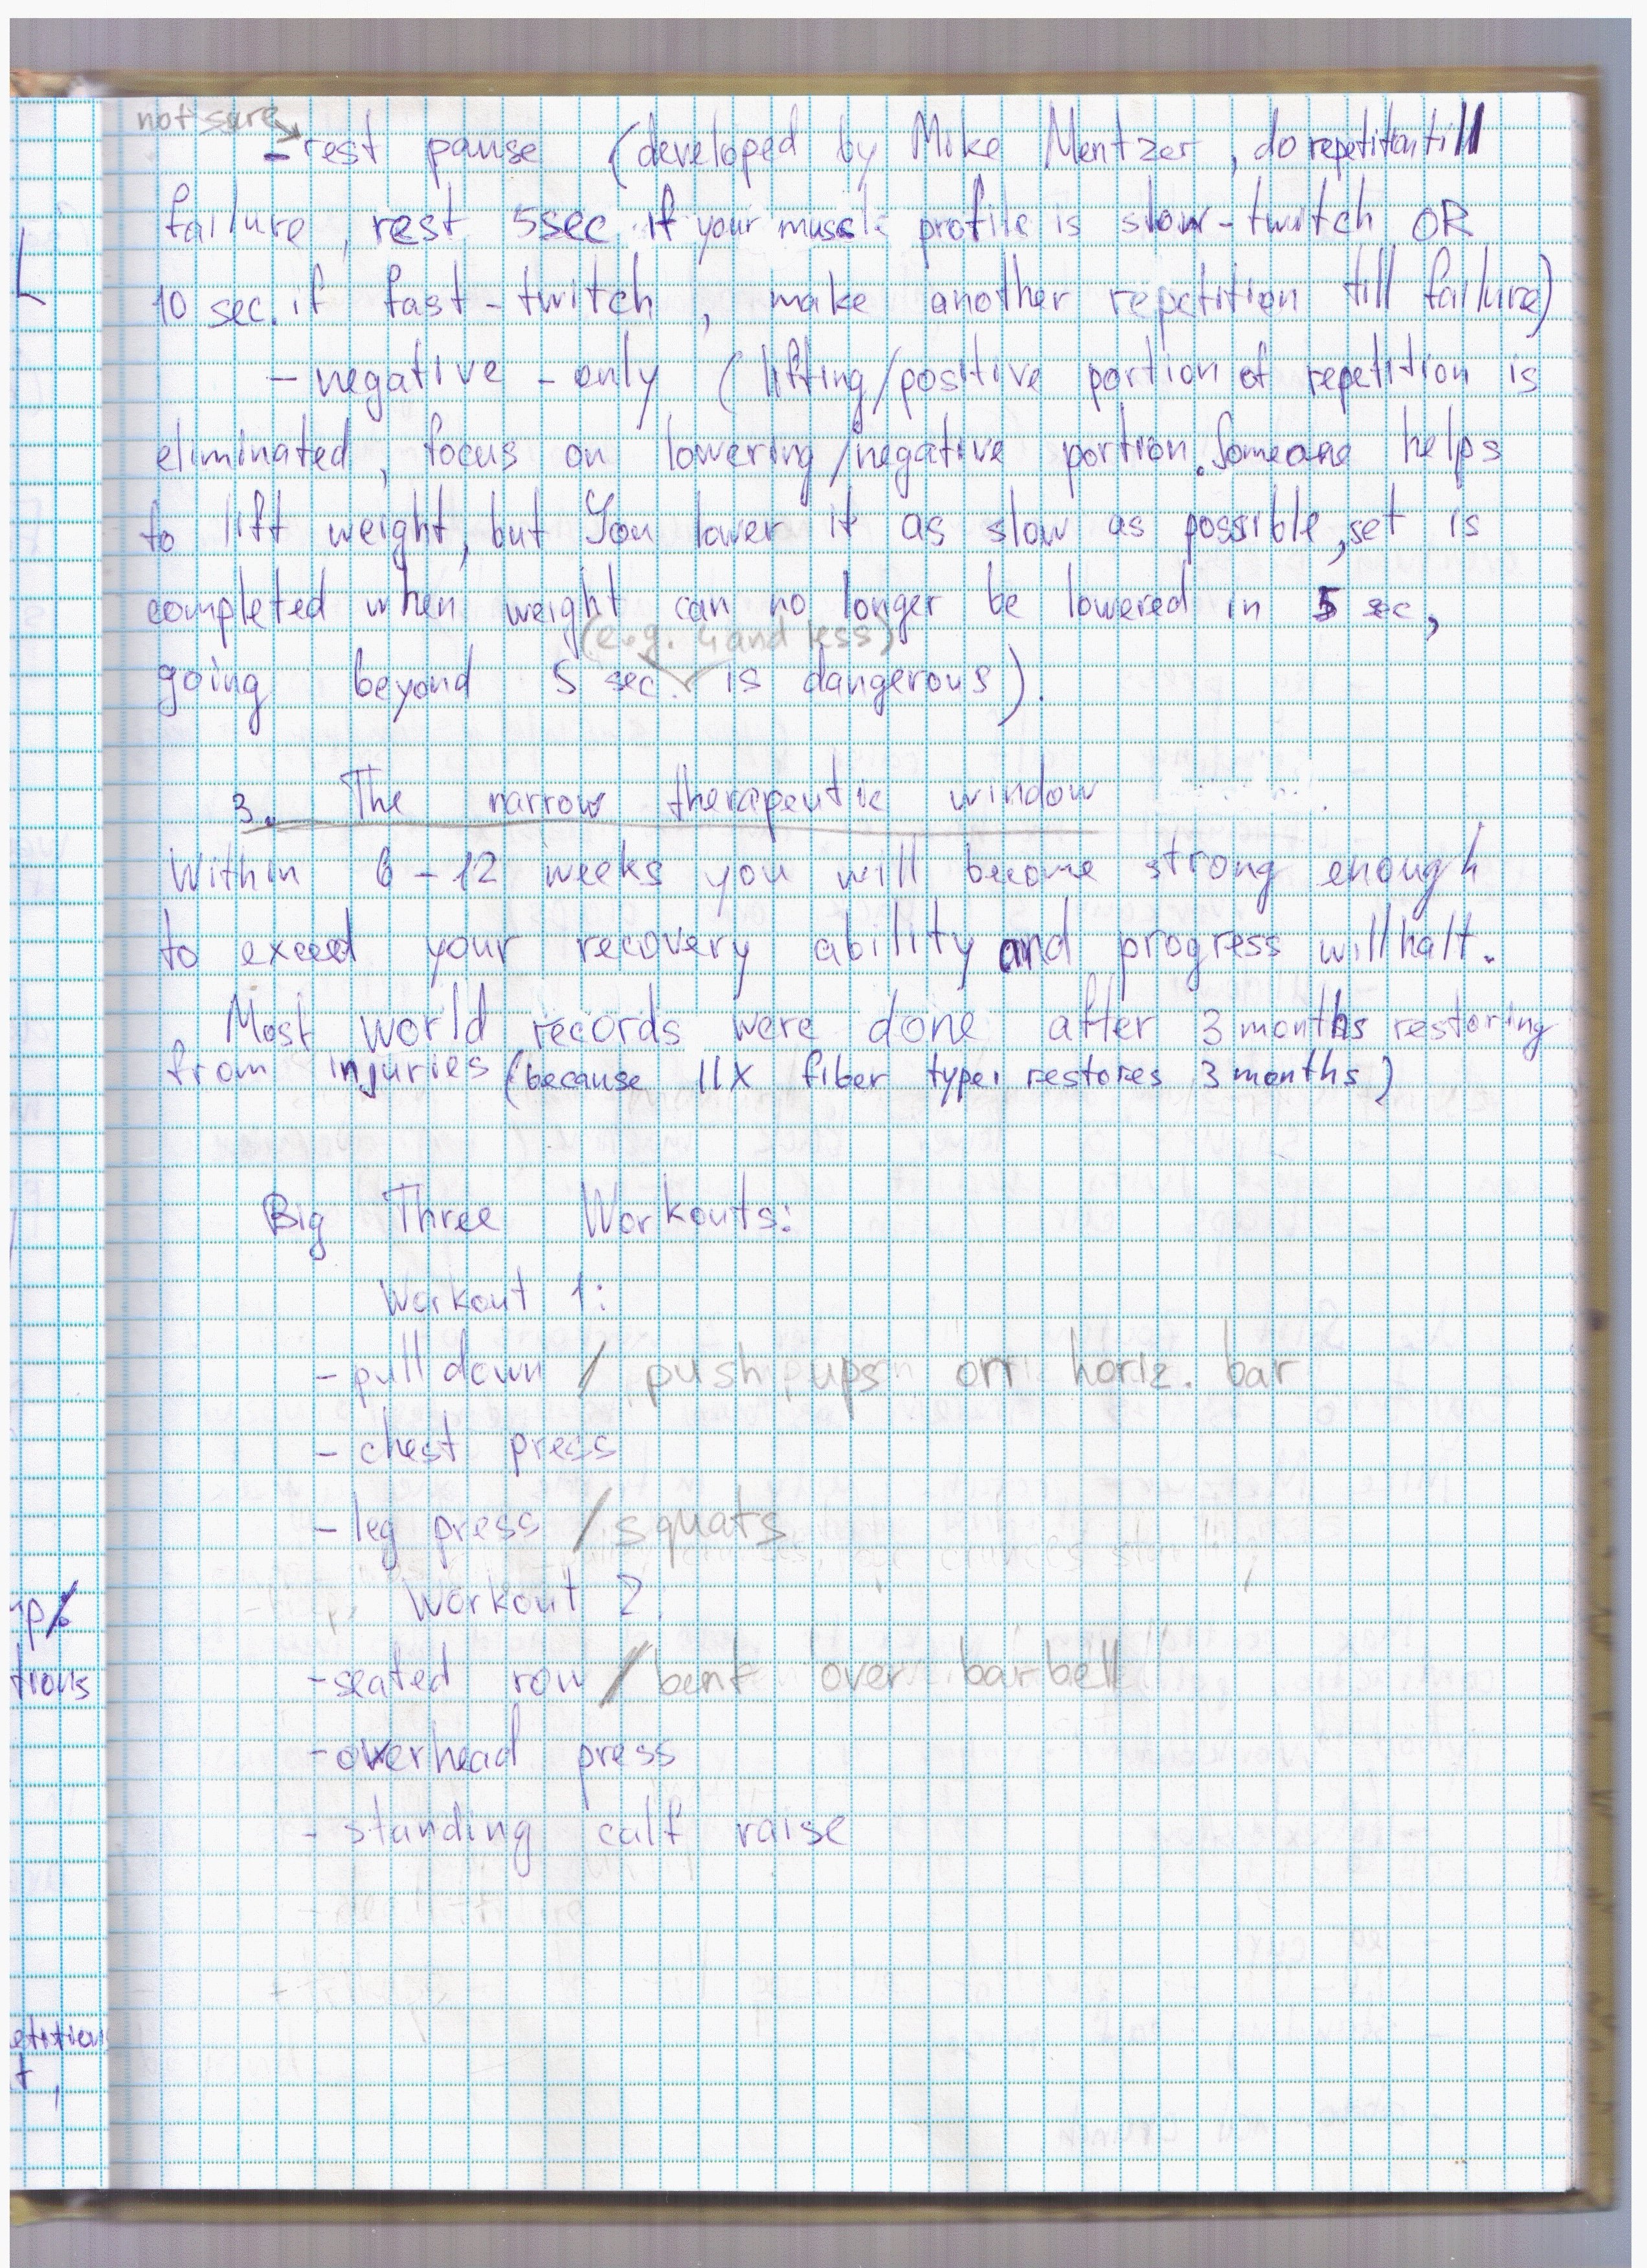 not sure
- rest pause (developed by Mike Mentzer, do repetition till
failure, rest 5sec if your muscle profile is slow-twitch OR
10 sec. if fast-twitch, make another repetition till failure)
- negative-only (lifting/positive portion of repetition is
eliminated, focus on lowering/negative portion. Someone helps
to lift weight, but You lower it as slow as possible, set is
completed when weight can no longer be lowered in 5 sec,
(e.g. 4 and less)
going beyond 5 sec. is dangerous).
3. The narrow therapeutic window
Within 6-12 weeks you will become strong enough
to exceed your recovery ability and progress will halt.
Most world records were done after 3 months restoring
from injuries (because IIX fiber type restores 3 months)
Big Three Workouts:
Workout 1:
- pull down / push ups on horiz. bar
- chest press
- leg press / squats
Workout 2.
- seated row / bent over barbell
- overhead press
- standing calf raise
tions